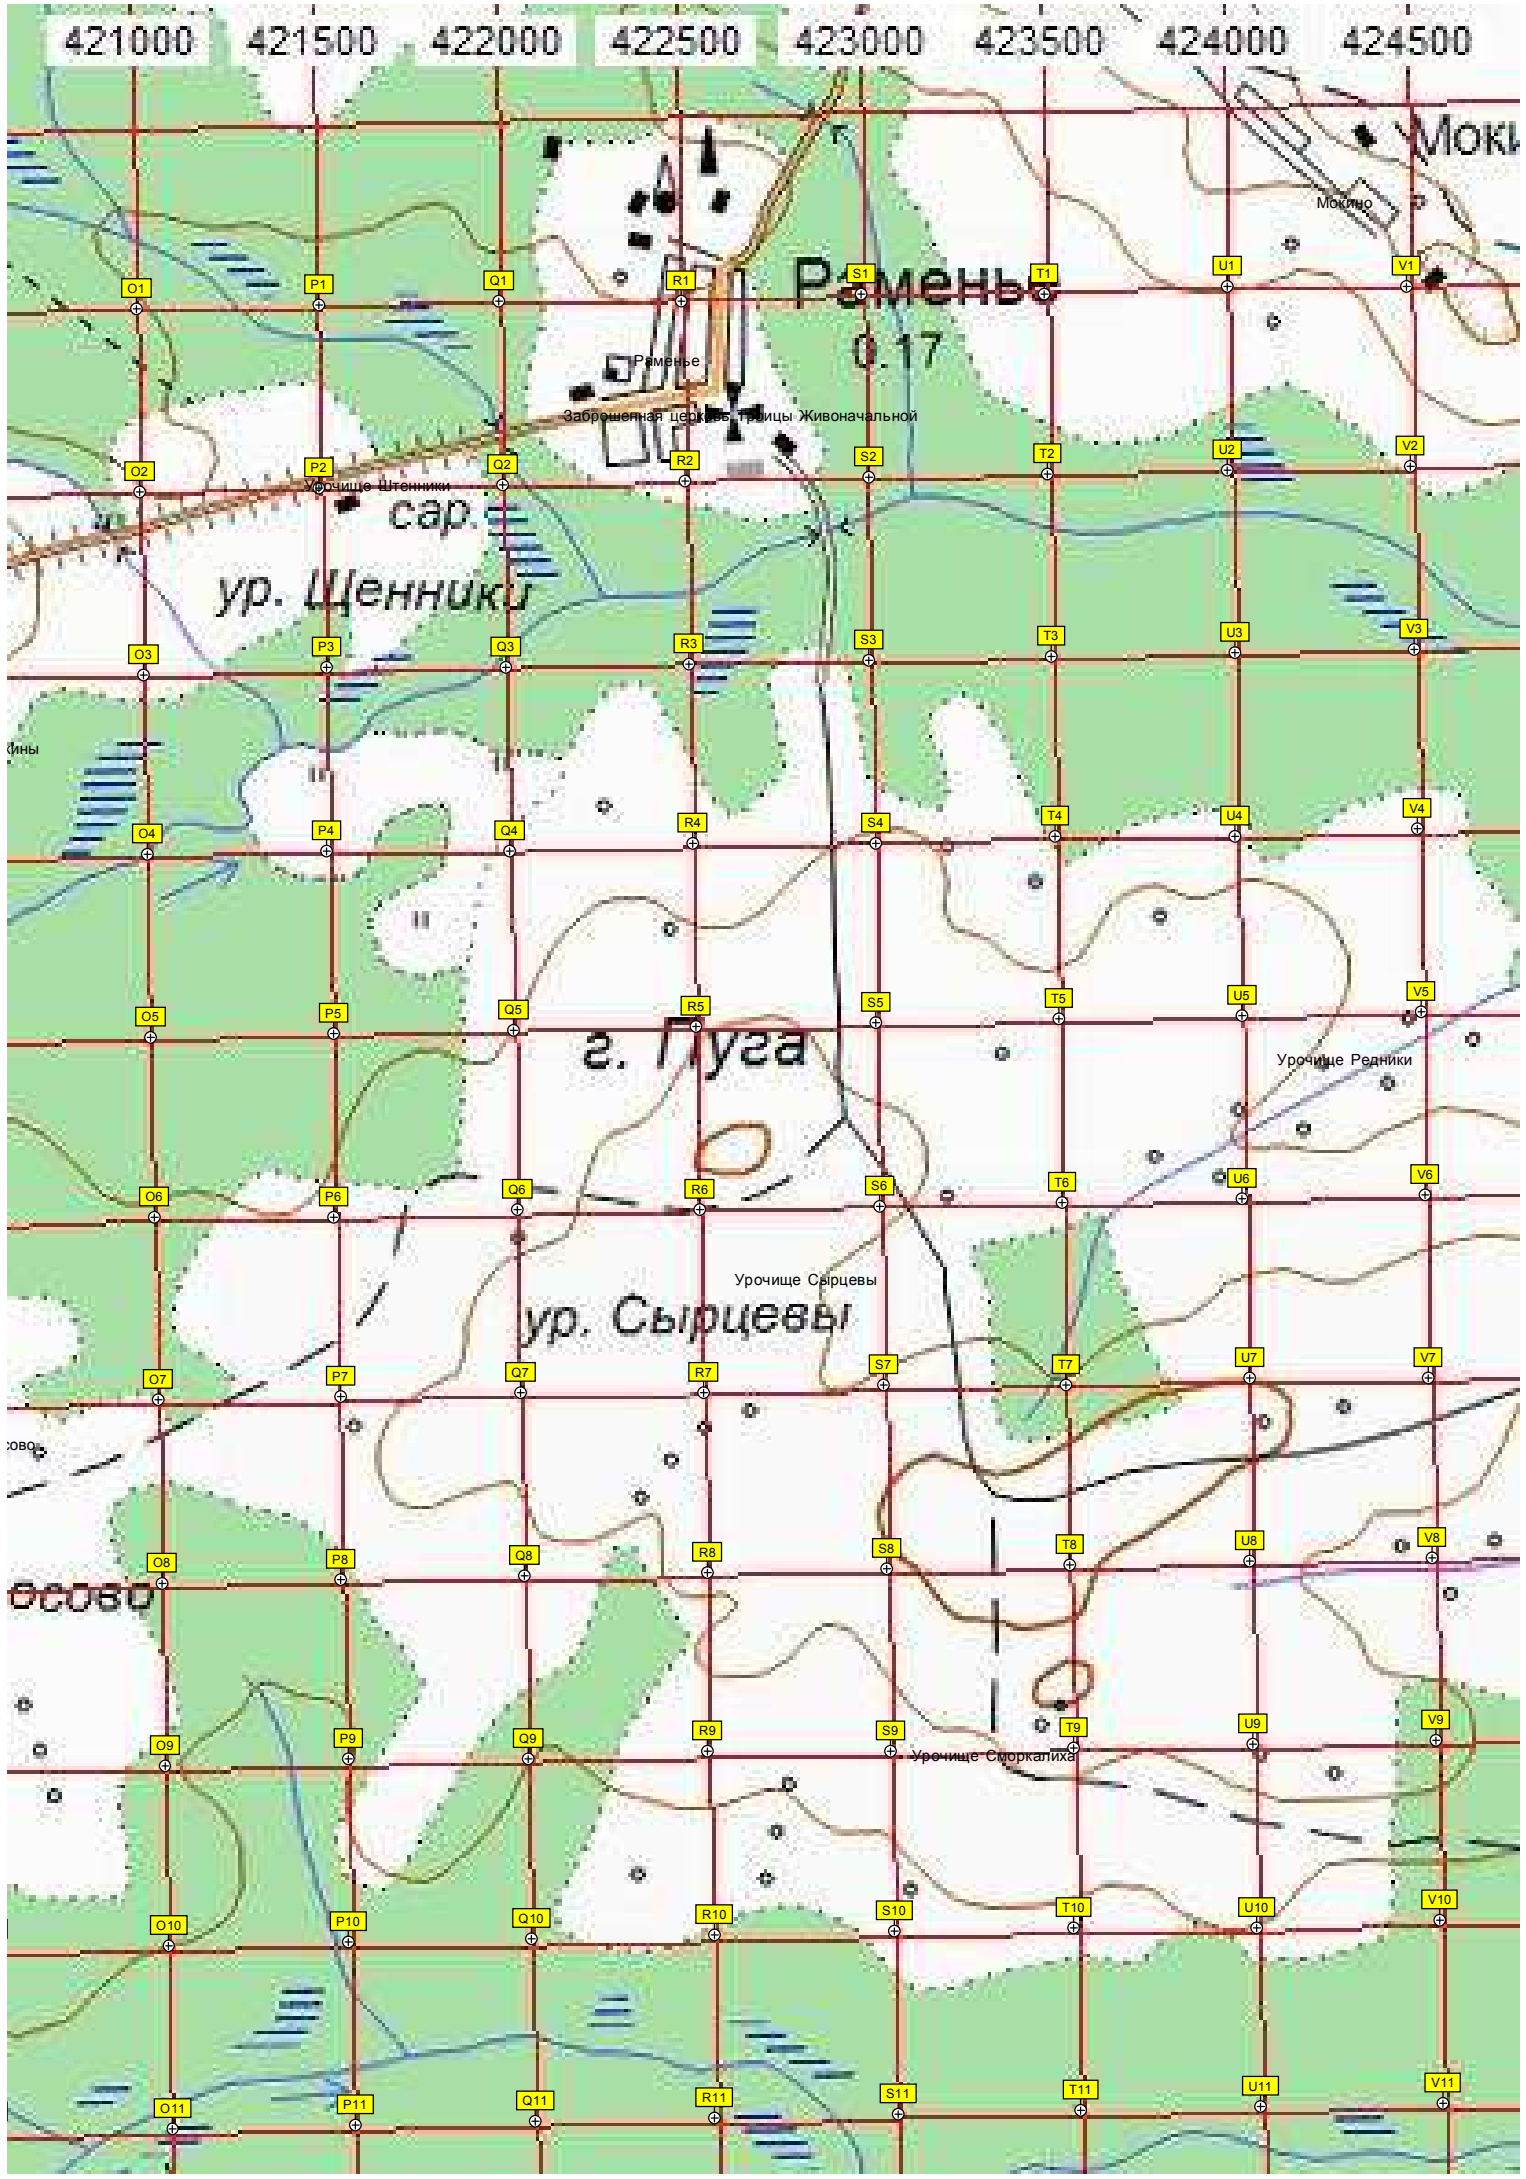 421000 421500 422000 422500 423000 423500 424000 424500
Мокино
O1 P1 Q1 R1 S1 T1 U1 V1
Раменье
0.17
Раменье
Заброшенная церковь Троицы Живоначальной
O2 P2 Q2 R2 S2 T2 U2 V2
Урочище Штенники
сар.
ур. Щенники
O3 P3 Q3 R3 S3 T3 U3 V3
O4 P4 Q4 R4 S4 T4 U4 V4
O5 P5 Q5 R5 S5 T5 U5 V5
г. Пуга
Урочище Редники
O6 P6 Q6 R6 S6 T6 U6 V6
Урочище Сырцевы
ур. Сырцевы
O7 P7 Q7 R7 S7 T7 U7 V7
O8 P8 Q8 R8 S8 T8 U8 V8
осово
O9 P9 Q9 R9 S9 T9 U9 V9
Урочище Сморкалиха
O10 P10 Q10 R10 S10 T10 U10 V10
O11 P11 Q11 R11 S11 T11 U11 V11